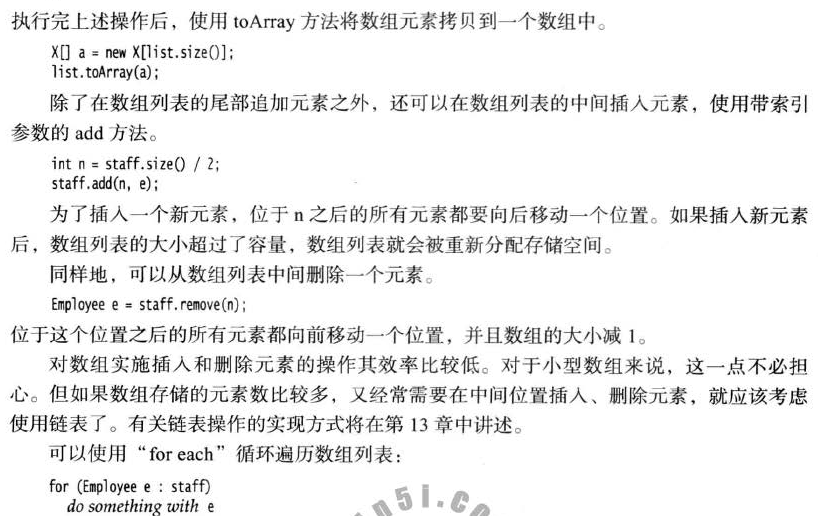 执行完上述操作后，使用 toArray 方法将数组元素拷贝到一个数组中。
X[] a = new X[list.size()];
list.toArray(a);
除了在数组列表的尾部追加元素之外，还可以在数组列表的中间插入元素，使用带索引
参数的 add 方法。
int n = staff.size() / 2;
staff.add(n, e);
为了插入一个新元素，位于 n 之后的所有元素都要向后移动一个位置。如果插入新元素
后，数组列表的大小超过了容量，数组列表就会被重新分配存储空间。
同样地，可以从数组列表中间删除一个元素。
Employee e = staff.remove(n);
位于这个位置之后的所有元素都向前移动一个位置，并且数组的大小减 1。
对数组实施插入和删除元素的操作其效率比较低。对于小型数组来说，这一点不必担
心。但如果数组存储的元素数比较多，又经常需要在中间位置插入、删除元素，就应该考虑
使用链表了。有关链表操作的实现方式将在第 13 章中讲述。
可以使用“for each”循环遍历数组列表：
for (Employee e : staff)
do something with e